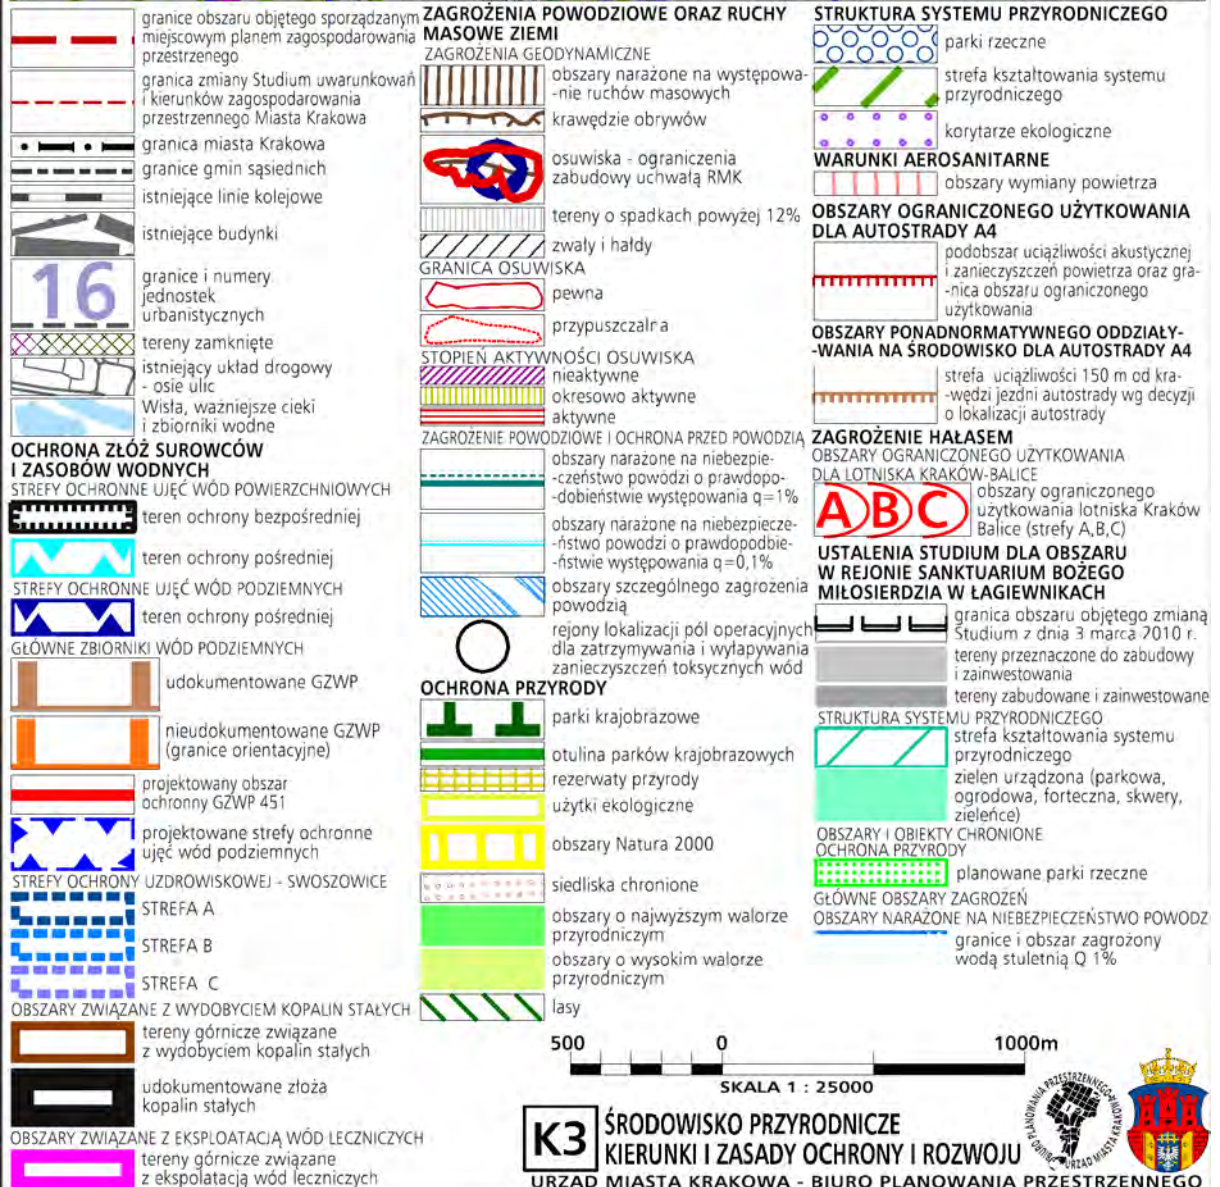 granice obszaru objętego sporządzanym
miejscowym planem zagospodarowania
przestrzenego
granica zmiany Studium uwarunkowań
i kierunków zagospodarowania
przestrzennego Miasta Krakowa
granica miasta Krakowa
granice gmin sąsiednich
istniejące linie kolejowe
istniejące budynki
16
granice i numery
jednostek
urbanistycznych
tereny zamknięte
istniejący układ drogowy
- osie ulic
Wisła, ważniejsze cieki
i zbiorniki wodne
OCHRONA ZŁÓŻ SUROWCÓW
I ZASOBÓW WODNYCH
STREFY OCHRONNE UJĘĆ WÓD POWIERZCHNIOWYCH
teren ochrony bezpośredniej
teren ochrony pośredniej
STREFY OCHRONNE UJĘĆ WÓD PODZIEMNYCH
teren ochrony pośredniej
GŁÓWNE ZBIORNIKI WÓD PODZIEMNYCH
udokumentowane GZWP
nieudokumentowane GZWP
(granice orientacyjne)
projektowany obszar
ochronny GZWP 451
projektowane strefy ochronne
ujęć wód podziemnych
STREFY OCHRONY UZDROWISKOWEJ - SWOSZOWICE
STREFA A
STREFA B
STREFA C
OBSZARY ZWIĄZANE Z WYDOBYCIEM KOPALIN STAŁYCH
tereny górnicze związane
z wydobyciem kopalin stałych
udokumentowane złoża
kopalin stałych
OBSZARY ZWIĄZANE Z EKSPLOATACJĄ WÓD LECZNICZYCH
tereny górnicze związane
z ekspolatacją wód leczniczych
ZAGROŻENIA POWODZIOWE ORAZ RUCHY
MASOWE ZIEMI
ZAGROŻENIA GEODYNAMICZNE
obszary narażone na występowa-
-nie ruchów masowych
krawędzie obrywów
osuwiska - ograniczenia
zabudowy uchwałą RMK
tereny o spadkach powyżej 12%
zwały i hałdy
GRANICA OSUWISKA
pewna
przypuszczalna
STOPIEŃ AKTYWNOŚCI OSUWISKA
nieaktywne
okresowo aktywne
aktywne
ZAGROŻENIE POWODZIOWE I OCHRONA PRZED POWODZIĄ
obszary narażone na niebezpie-
-czeństwo powodzi o prawdopo-
-dobieństwie występowania q=1%
obszary narażone na niebezpiecze-
-ństwo powodzi o prawdopodbie-
-ństwie występowania q=0,1%
obszary szczególnego zagrożenia
powodzią
rejony lokalizacji pól operacyjnych
dla zatrzymywania i wyłapywania
zanieczyszczeń toksycznych wód
OCHRONA PRZYRODY
parki krajobrazowe
otulina parków krajobrazowych
rezerwaty przyrody
użytki ekologiczne
obszary Natura 2000
siedliska chronione
obszary o najwyższym walorze
przyrodniczym
obszary o wysokim walorze
przyrodniczym
lasy
STRUKTURA SYSTEMU PRZYRODNICZEGO
parki rzeczne
strefa kształtowania systemu
przyrodniczego
korytarze ekologiczne
WARUNKI AEROSANITARNE
obszary wymiany powietrza
OBSZARY OGRANICZONEGO UŻYTKOWANIA
DLA AUTOSTRADY A4
podobszar uciążliwości akustycznej
i zanieczyszczeń powietrza oraz gra-
-nica obszaru ograniczonego
użytkowania
OBSZARY PONADNORMATYWNEGO ODDZIAŁY-
-WANIA NA ŚRODOWISKO DLA AUTOSTRADY A4
strefa uciążliwości 150 m od kra-
-wędzi jezdni autostrady wg decyzji
o lokalizacji autostrady
ZAGROŻENIE HAŁASEM
OBSZARY OGRANICZONEGO UŻYTKOWANIA
DLA LOTNISKA KRAKÓW-BALICE
A B C
obszary ograniczonego
użytkowania lotniska Kraków
Balice (strefy A,B,C)
USTALENIA STUDIUM DLA OBSZARU
W REJONIE SANKTUARIUM BOŻEGO
MIŁOSIERDZIA W ŁAGIEWNIKACH
granica obszaru objętego zmianą
Studium z dnia 3 marca 2010 r.
tereny przeznaczone do zabudowy
i zainwestowania
tereny zabudowane i zainwestowane
STRUKTURA SYSTEMU PRZYRODNICZEGO
strefa kształtowania systemu
przyrodniczego
zielen urządzona (parkowa,
ogrodowa, forteczna, skwery,
zieleńce)
OBSZARY I OBIEKTY CHRONIONE
OCHRONA PRZYRODY
planowane parki rzeczne
GŁÓWNE OBSZARY ZAGROŻEŃ
OBSZARY NARAŻONE NA NIEBEZPIECZEŃSTWO POWODZ
granice i obszar zagrożony
wodą stuletnią Q 1%
500 0 1000m
SKALA 1 : 25000
K3
ŚRODOWISKO PRZYRODNICZE
KIERUNKI I ZASADY OCHRONY I ROZWOJU
BIURO PLANOWANIA PRZESTRZENNEGO URZĄD MIASTA KRAKOWA
URZĄD MIASTA KRAKOWA - BIURO PLANOWANIA PRZESTRZENNEGO